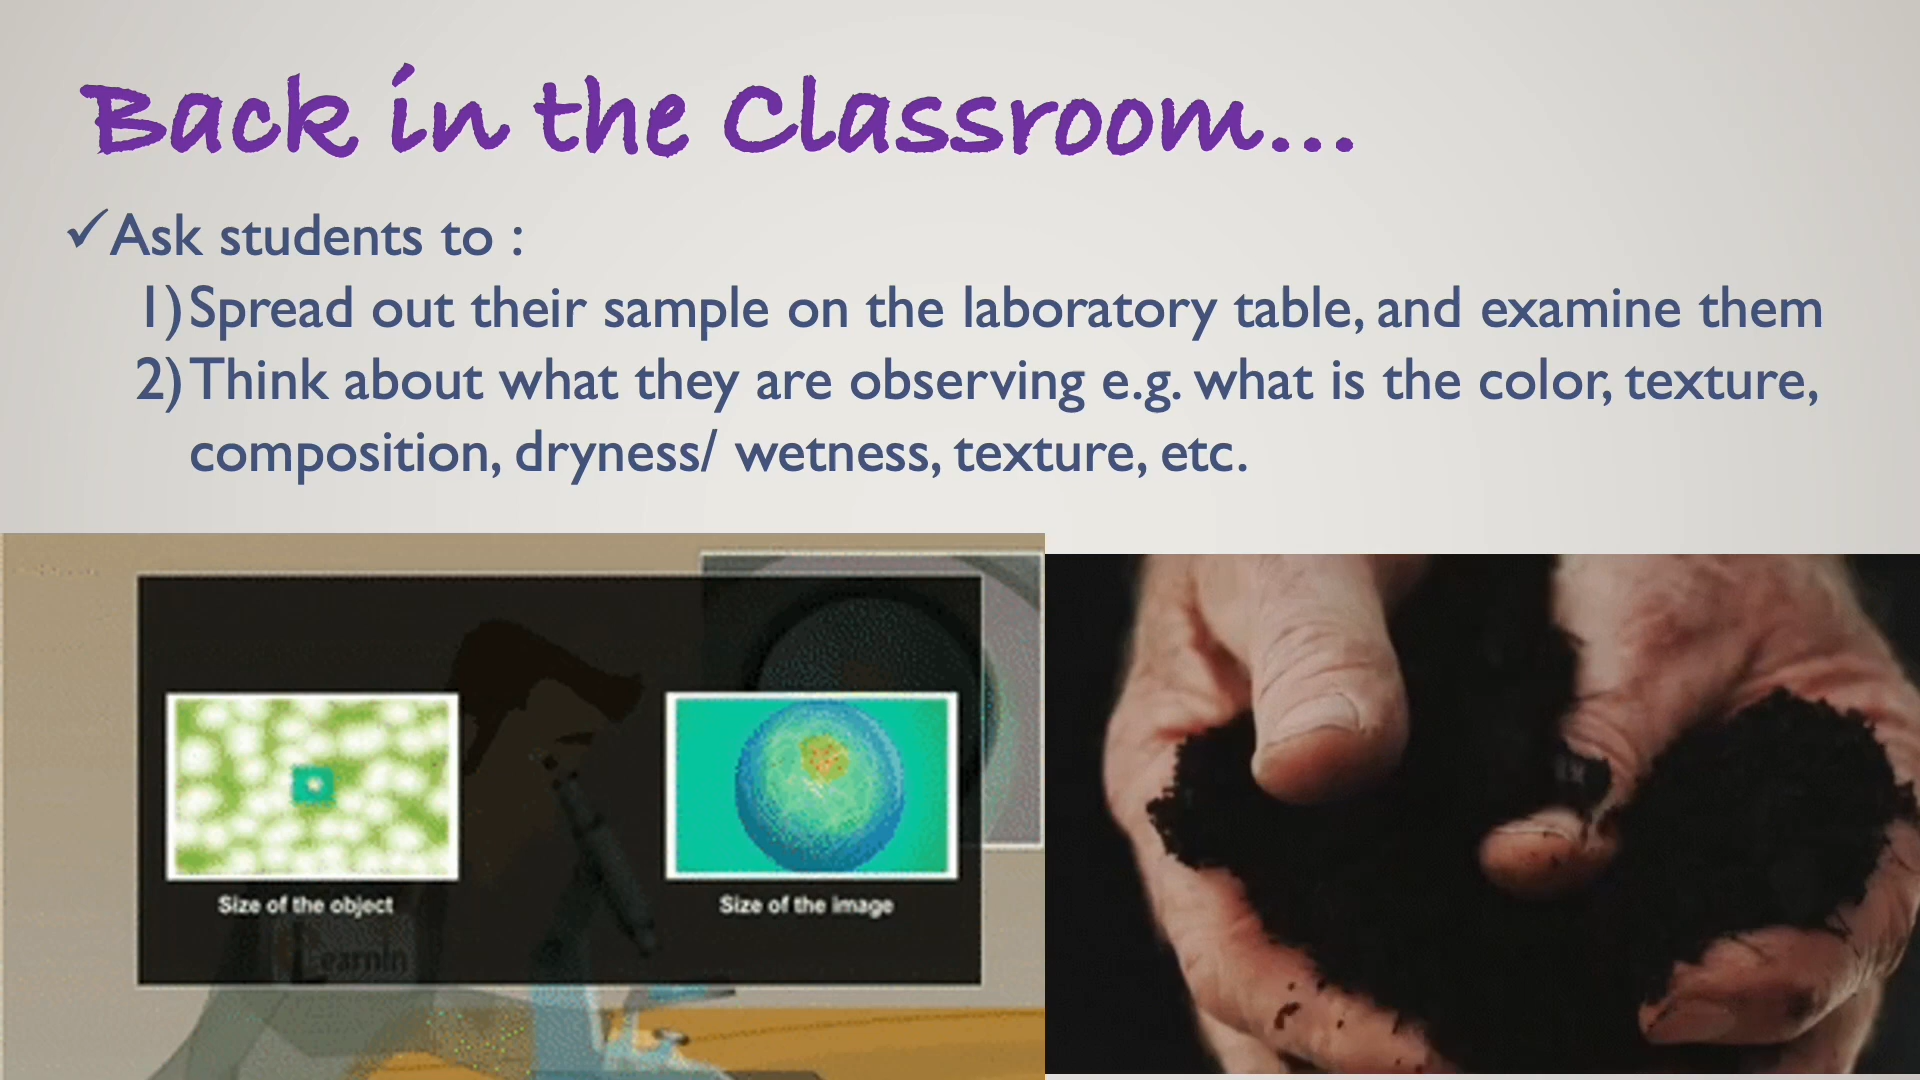 Back in the Classroom...
✓Ask students to :
1) Spread out their sample on the laboratory table, and examine them
2) Think about what they are observing e.g. what is the color, texture,
composition, dryness/ wetness, texture, etc.
Size of the object
Size of the image
Learnin